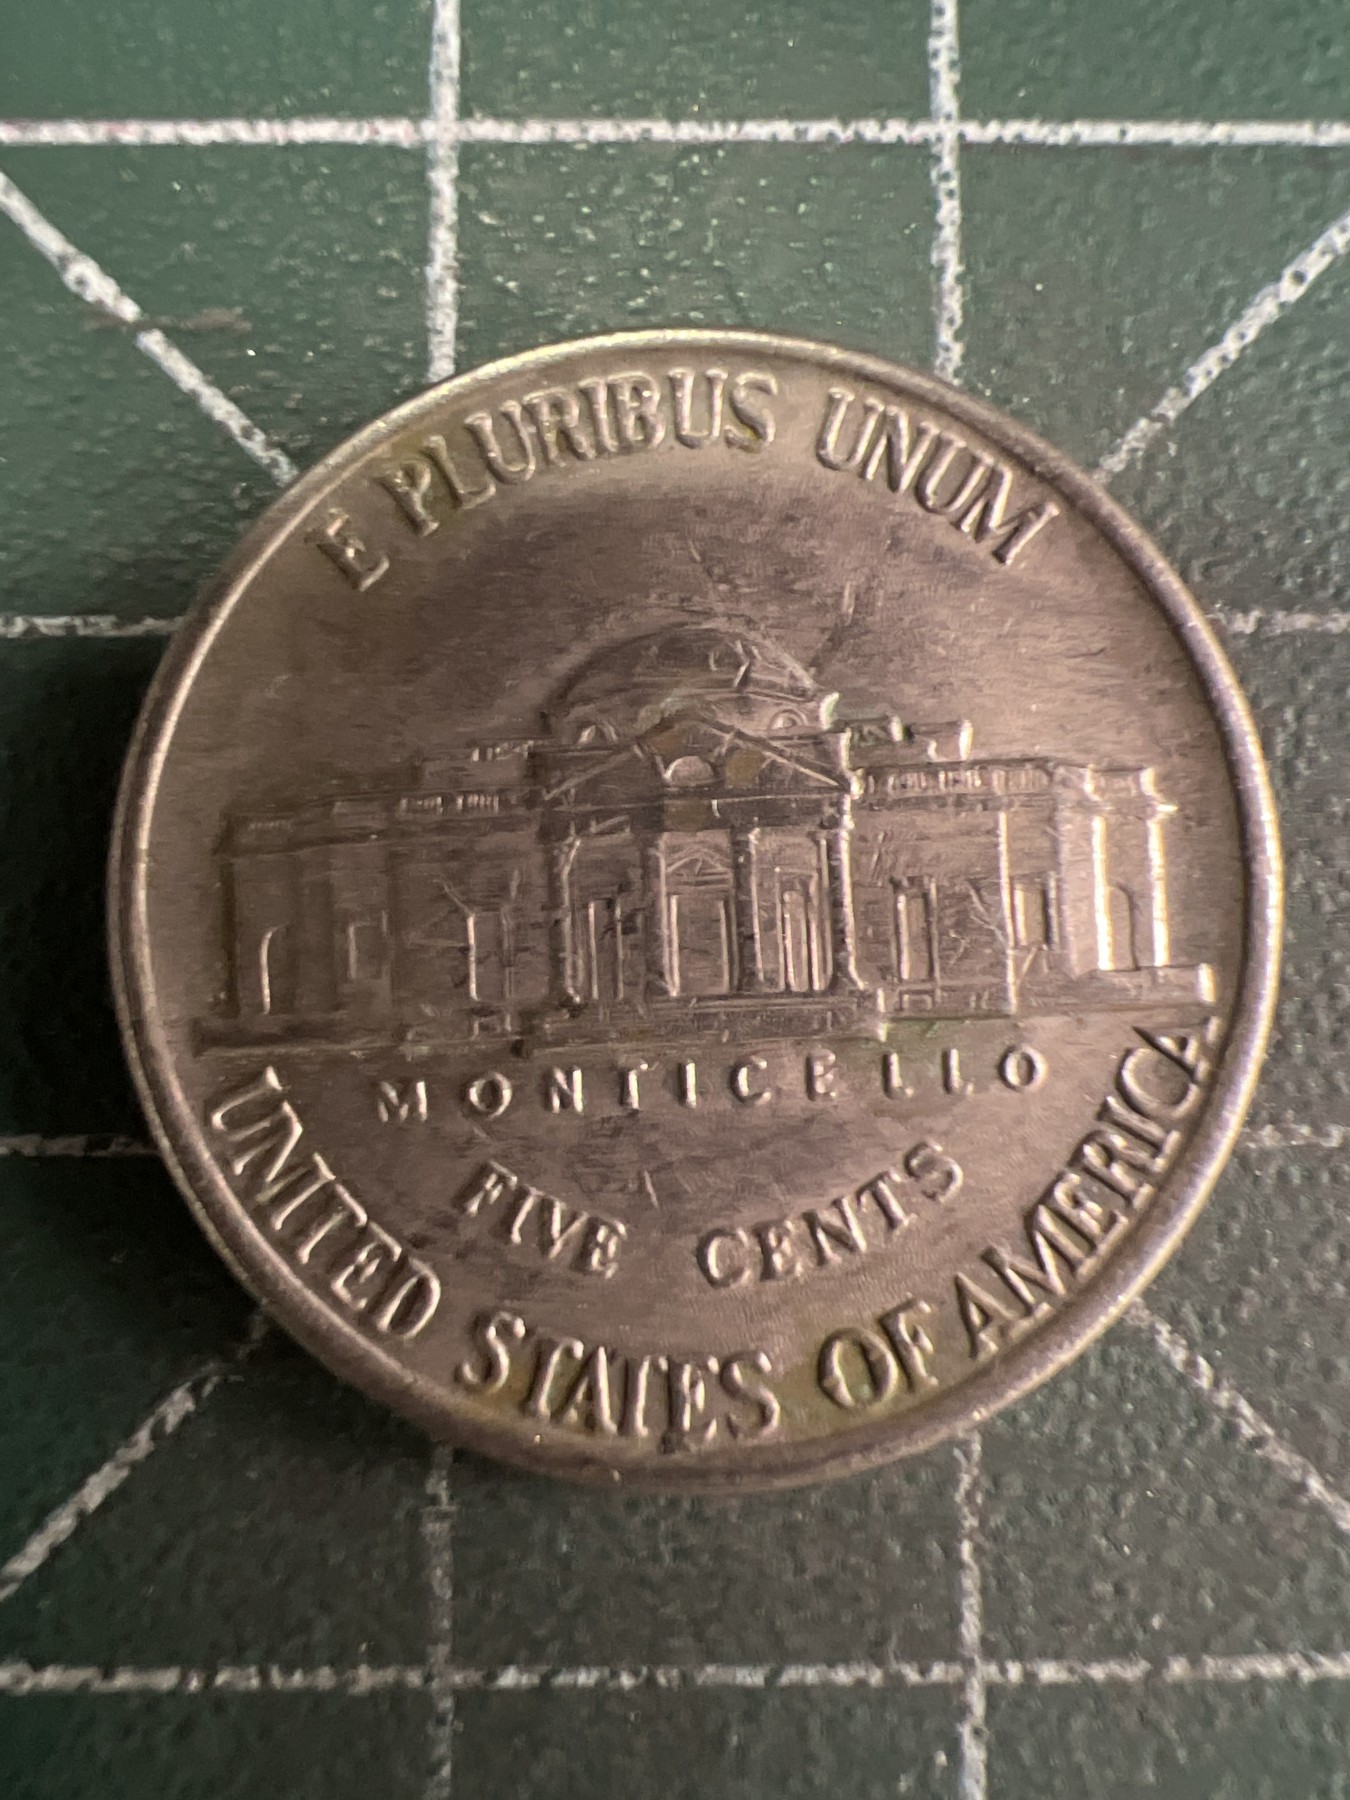 E PLURIBUS UNUM
MONTICELLO
FIVE CENTS
UNITED STATES OF AMERICA